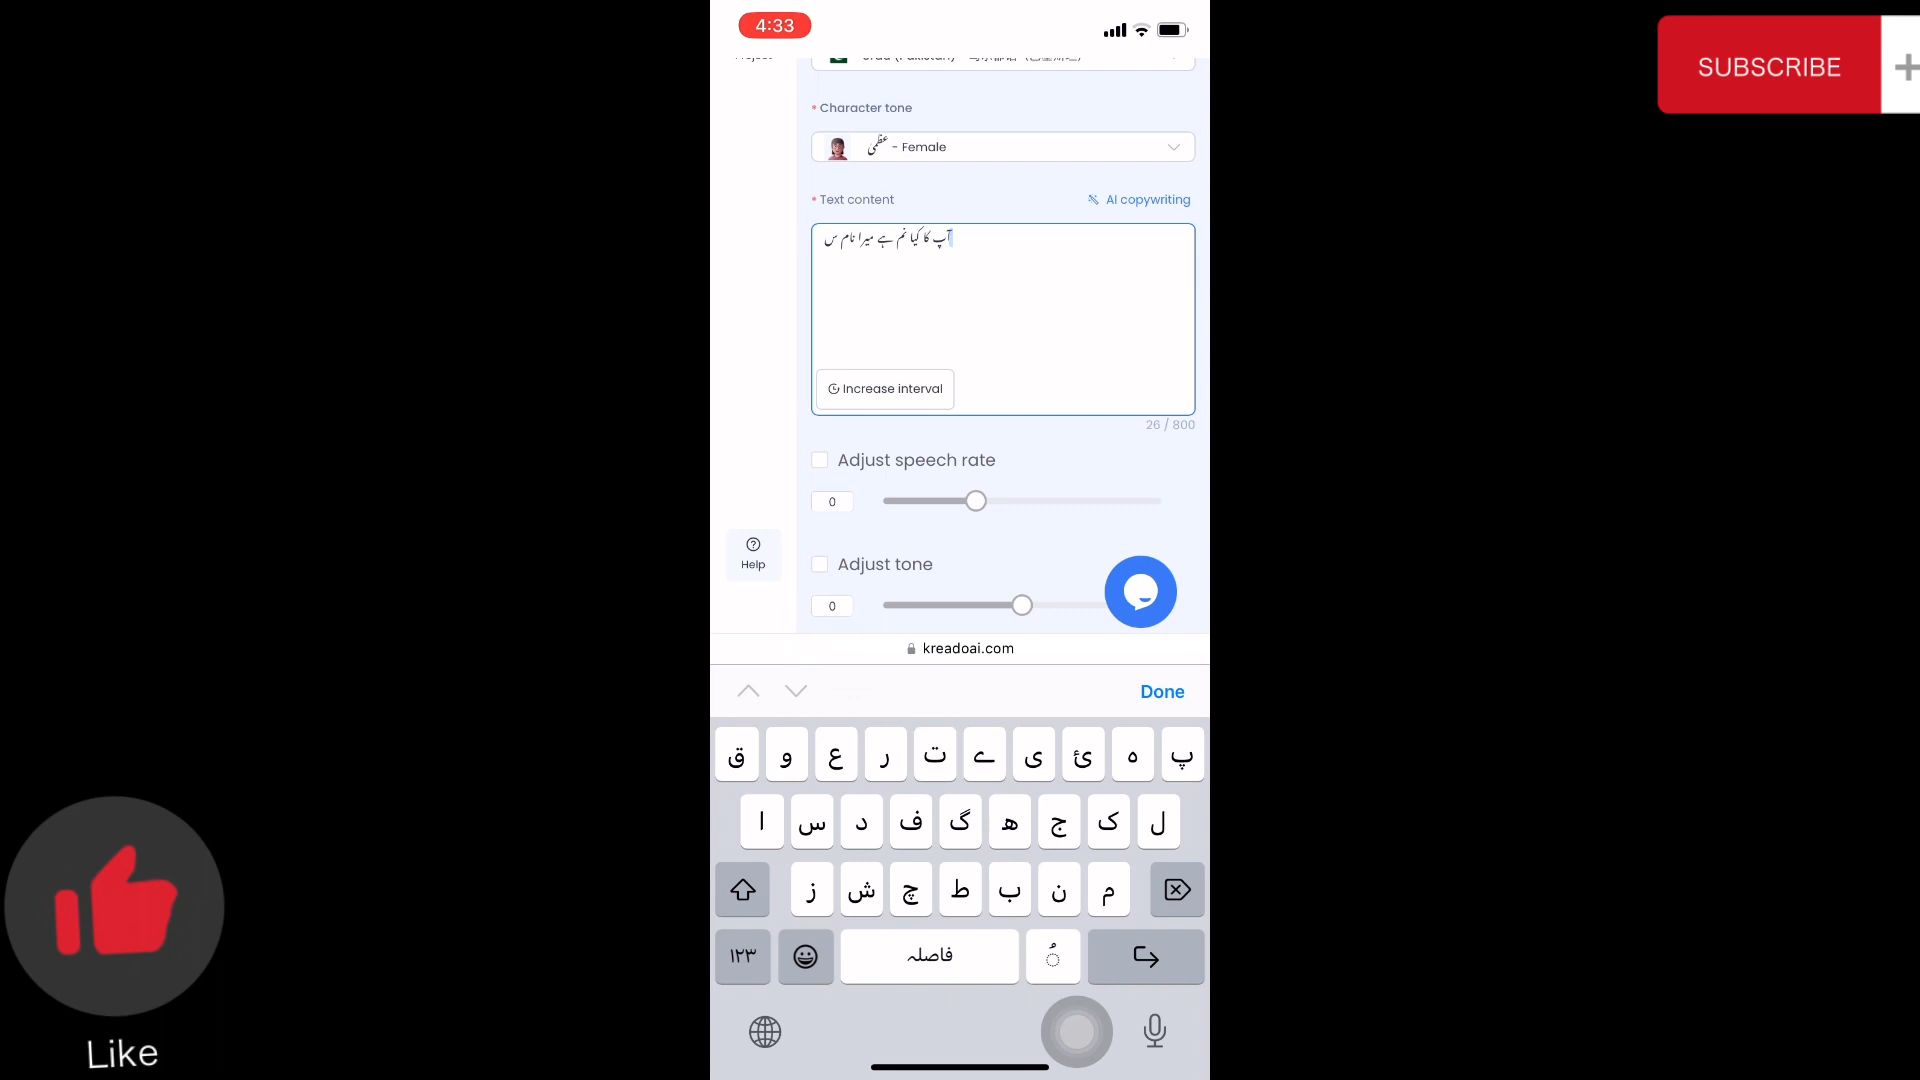 4:33
SUBSCRIBE
* Character tone
عظمیٰ - Female
* Text content
AI copywriting
آپ کا کیا نم ہے میرا نام س
Increase interval
26 / 800
Adjust speech rate
0
Help
Adjust tone
0
kreadoai.com
Done
ق و ع ر ت ے ی ئ ہ پ
ا س د ف گ ھ ج ک ل
ز ش چ ط ب ن م
۱۲۳
فاصلہ
Like